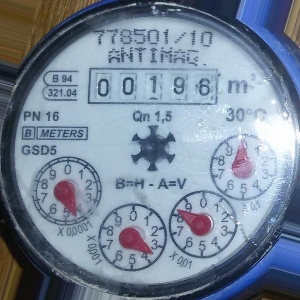 778501/10
ANTIMAG.
B 94
321.04
00196 m³
PN 16
Qn 1,5
30°C
B METERS
GSD5
B=H - A=V
X 0,0001
X 0,001
X 0,01
X 0,1